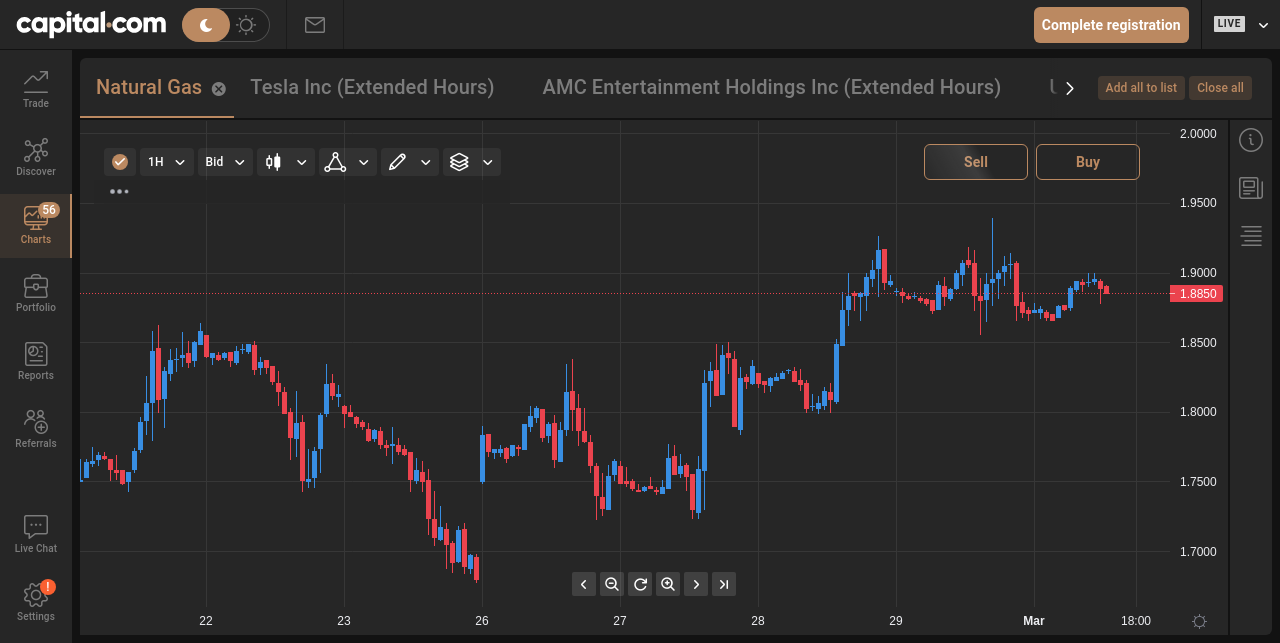 capital.com
Complete registration
LIVE
Natural Gas
Tesla Inc (Extended Hours)
AMC Entertainment Holdings Inc (Extended Hours)
Add all to list
Close all
Trade
Discover
56
Charts
Portfolio
Reports
Referrals
Live Chat
!
Settings
1H
Bid
Sell
Buy
2.0000
1.9500
1.9000
1.8850
1.8500
1.8000
1.7500
1.7000
22
23
26
27
28
29
Mar
18:00